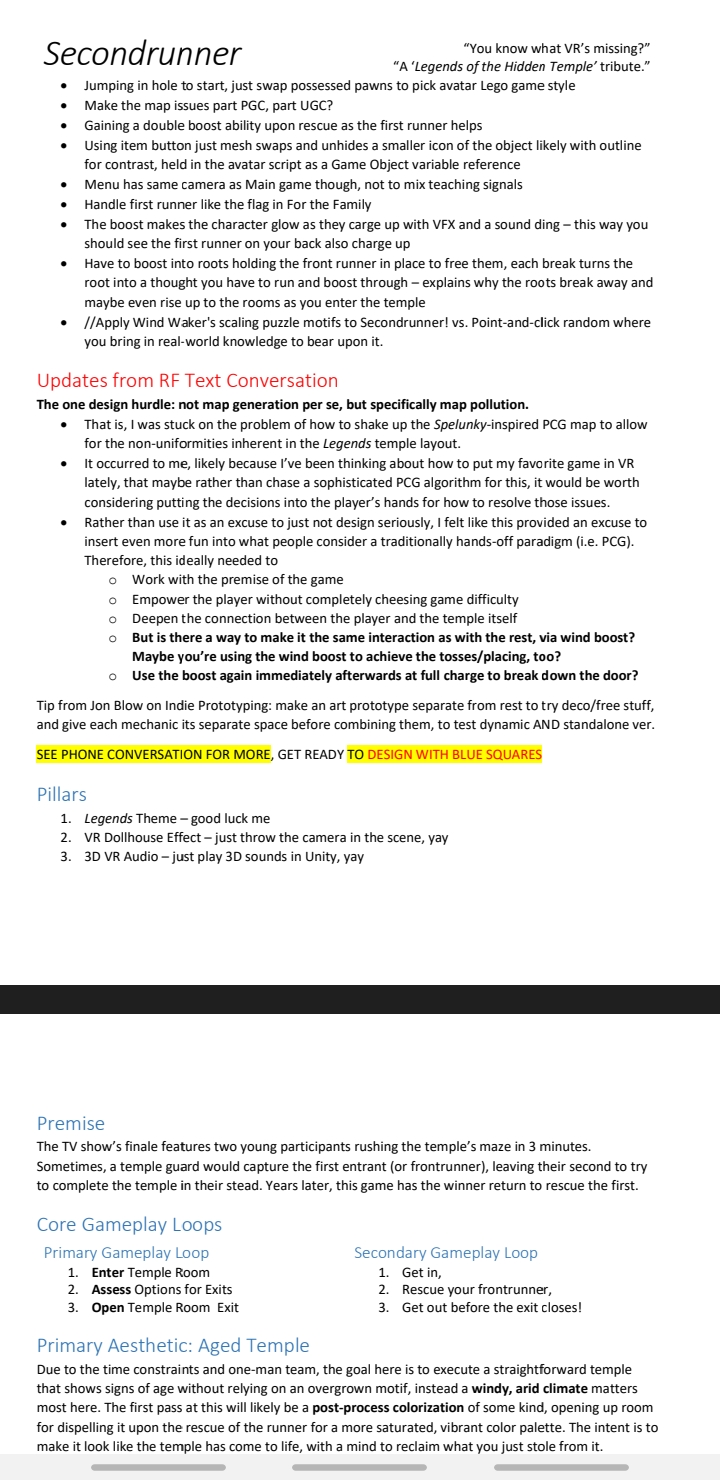 Secondrunner
“You know what VR’s missing?”
“A ‘Legends of the Hidden Temple’ tribute.”
• Jumping in hole to start, just swap possessed pawns to pick avatar Lego game style
• Make the map issues part PGC, part UGC?
• Gaining a double boost ability upon rescue as the first runner helps
• Using item button just mesh swaps and unhides a smaller icon of the object likely with outline
for contrast, held in the avatar script as a Game Object variable reference
• Menu has same camera as Main game though, not to mix teaching signals
• Handle first runner like the flag in For the Family
• The boost makes the character glow as they carge up with VFX and a sound ding – this way you
should see the first runner on your back also charge up
• Have to boost into roots holding the front runner in place to free them, each break turns the
root into a thought you have to run and boost through – explains why the roots break away and
maybe even rise up to the rooms as you enter the temple
• //Apply Wind Waker's scaling puzzle motifs to Secondrunner! vs. Point-and-click random where
you bring in real-world knowledge to bear upon it.
Updates from RF Text Conversation
The one design hurdle: not map generation per se, but specifically map pollution.
• That is, I was stuck on the problem of how to shake up the Spelunky-inspired PCG map to allow
for the non-uniformities inherent in the Legends temple layout.
• It occurred to me, likely because I’ve been thinking about how to put my favorite game in VR
lately, that maybe rather than chase a sophisticated PCG algorithm for this, it would be worth
considering putting the decisions into the player’s hands for how to resolve those issues.
• Rather than use it as an excuse to just not design seriously, I felt like this provided an excuse to
insert even more fun into what people consider a traditionally hands-off paradigm (i.e. PCG).
Therefore, this ideally needed to
o Work with the premise of the game
o Empower the player without completely cheesing game difficulty
o Deepen the connection between the player and the temple itself
o But is there a way to make it the same interaction as with the rest, via wind boost?
Maybe you’re using the wind boost to achieve the tosses/placing, too?
o Use the boost again immediately afterwards at full charge to break down the door?
Tip from Jon Blow on Indie Prototyping: make an art prototype separate from rest to try deco/free stuff,
and give each mechanic its separate space before combining them, to test dynamic AND standalone ver.
SEE PHONE CONVERSATION FOR MORE, GET READY TO DESIGN WITH BLUE SQUARES
Pillars
1. Legends Theme – good luck me
2. VR Dollhouse Effect – just throw the camera in the scene, yay
3. 3D VR Audio – just play 3D sounds in Unity, yay
Premise
The TV show’s finale features two young participants rushing the temple’s maze in 3 minutes.
Sometimes, a temple guard would capture the first entrant (or frontrunner), leaving their second to try
to complete the temple in their stead. Years later, this game has the winner return to rescue the first.
Core Gameplay Loops
Primary Gameplay Loop
1. Enter Temple Room
2. Assess Options for Exits
3. Open Temple Room Exit
Secondary Gameplay Loop
1. Get in,
2. Rescue your frontrunner,
3. Get out before the exit closes!
Primary Aesthetic: Aged Temple
Due to the time constraints and one-man team, the goal here is to execute a straightforward temple
that shows signs of age without relying on an overgrown motif, instead a windy, arid climate matters
most here. The first pass at this will likely be a post-process colorization of some kind, opening up room
for dispelling it upon the rescue of the runner for a more saturated, vibrant color palette. The intent is to
make it look like the temple has come to life, with a mind to reclaim what you just stole from it.